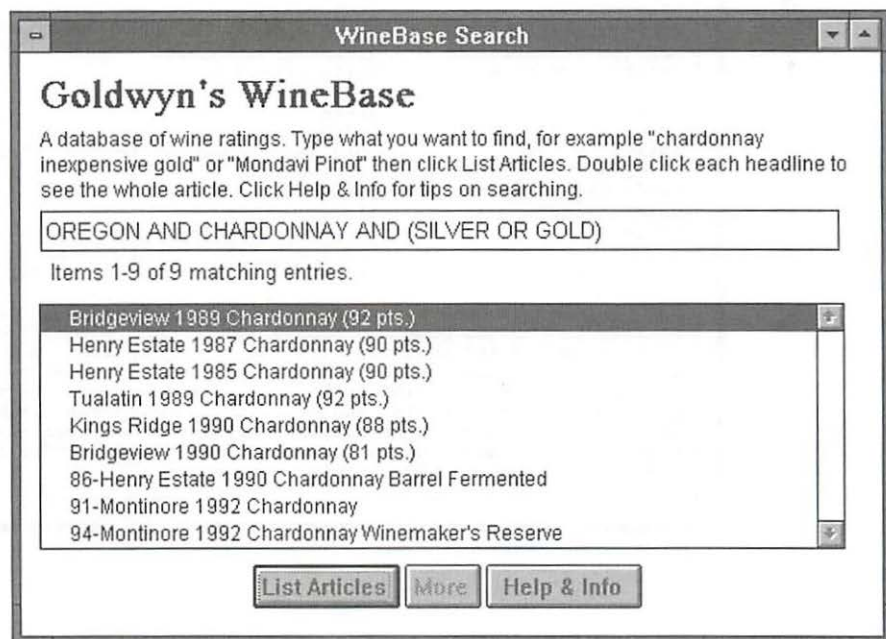 WineBase Search
Goldwyn's WineBase
A database of wine ratings. Type what you want to find, for example "chardonnay
inexpensive gold" or "Mondavi Pinot" then click List Articles. Double click each headline to
see the whole article. Click Help & Info for tips on searching.
OREGON AND CHARDONNAY AND (SILVER OR GOLD)
Items 1-9 of 9 matching entries.
Bridgeview 1989 Chardonnay (92 pts.)
Henry Estate 1987 Chardonnay (90 pts.)
Henry Estate 1985 Chardonnay (90 pts.)
Tualatin 1989 Chardonnay (92 pts.)
Kings Ridge 1990 Chardonnay (88 pts.)
Bridgeview 1990 Chardonnay (81 pts.)
86-Henry Estate 1990 Chardonnay Barrel Fermented
91-Montinore 1992 Chardonnay
94-Montinore 1992 Chardonnay Winemaker's Reserve
List Articles More Help & Info